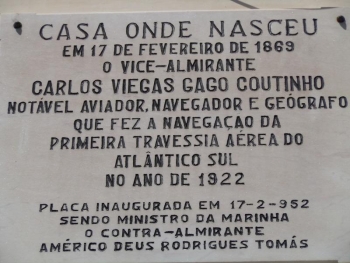 CASA ONDE NASCEU
EM 17 DE FEVEREIRO DE 1869
O VICE-ALMIRANTE
CARLOS VIEGAS GAGO COUTINHO
NOTÁVEL AVIADOR, NAVEGADOR E GEÓGRAFO
QUE FEZ A NAVEGAÇAO DA
PRIMEIRA TRAVESSIA AÉREA DO
ATLÂNTICO SUL
NO ANO DE 1922
PLACA INAUGURADA EM 17-2-952
SENDO MINISTRO DA MARINHA
O CONTRA-ALMIRANTE
AMÉRICO DEUS RODRIGUES TOMÁS